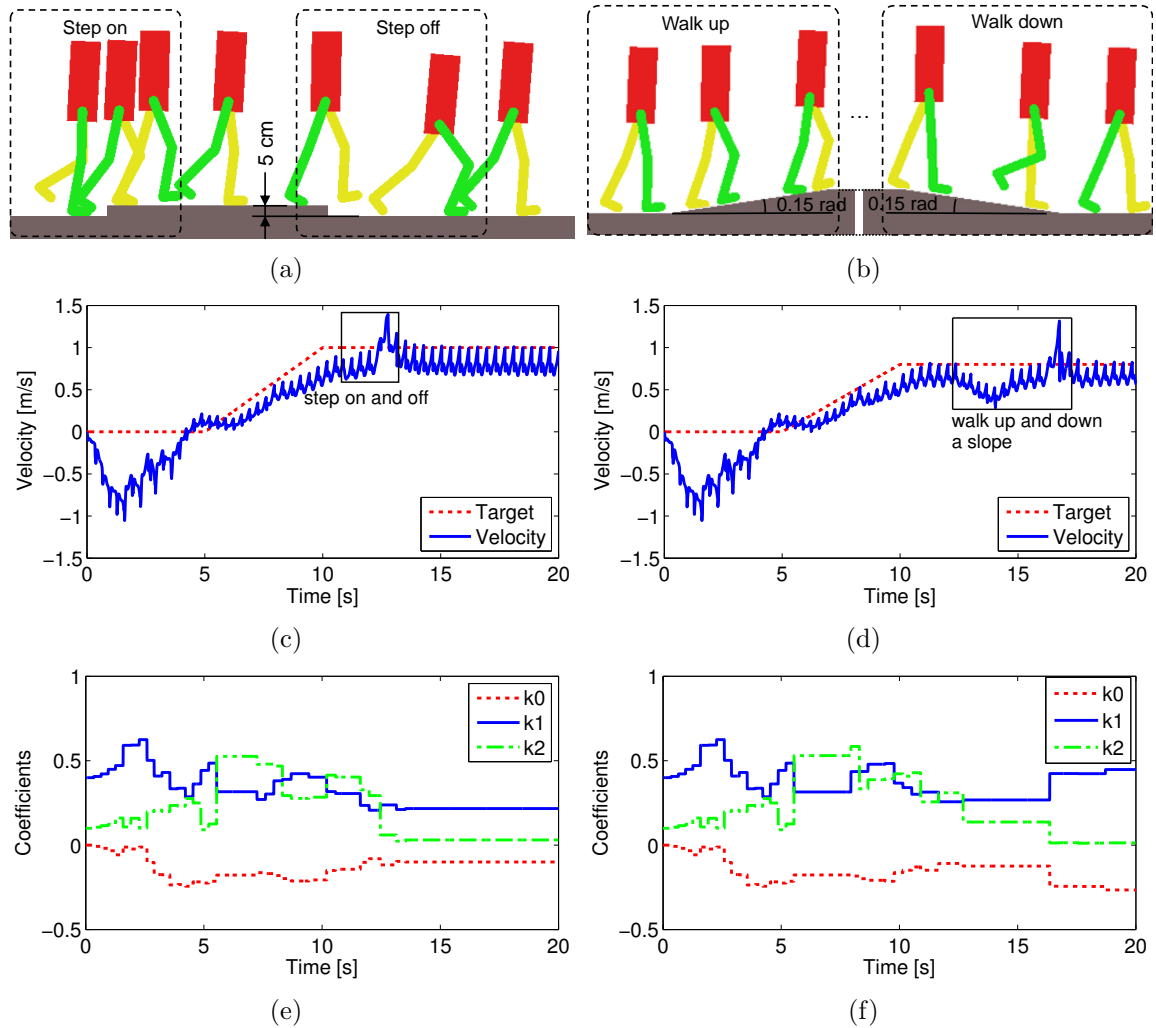 Step on
Step off
5 cm
(a)
Walk up
Walk down
...
0.15 rad
0.15 rad
(b)
1.5
1
0.5
0
−0.5
−1
−1.5
Velocity [m/s]
step on and off
Target
Velocity
0
5
10
15
20
Time [s]
(c)
1.5
1
0.5
0
−0.5
−1
−1.5
Velocity [m/s]
walk up and down
a slope
Target
Velocity
0
5
10
15
20
Time [s]
(d)
1
0.5
0
−0.5
Coefficients
k0
k1
k2
0
5
10
15
20
Time [s]
(e)
1
0.5
0
−0.5
Coefficients
k0
k1
k2
0
5
10
15
20
Time [s]
(f)